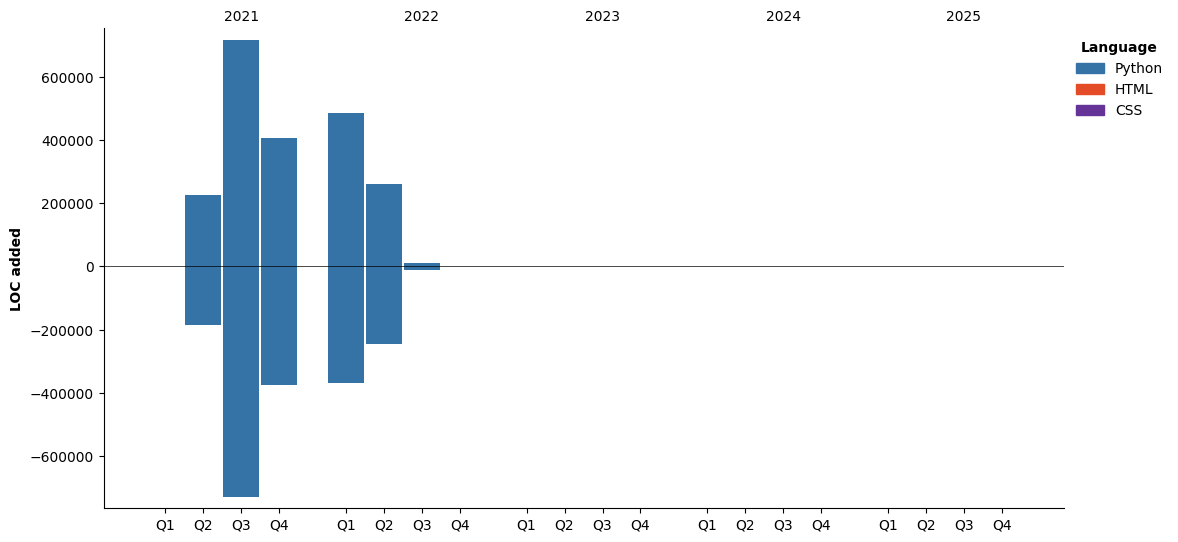 2021 2022 2023 2024 2025
Language
Python
HTML
CSS
LOC added
600000
400000
200000
0
−200000
−400000
−600000
Q1 Q2 Q3 Q4 Q1 Q2 Q3 Q4 Q1 Q2 Q3 Q4 Q1 Q2 Q3 Q4 Q1 Q2 Q3 Q4